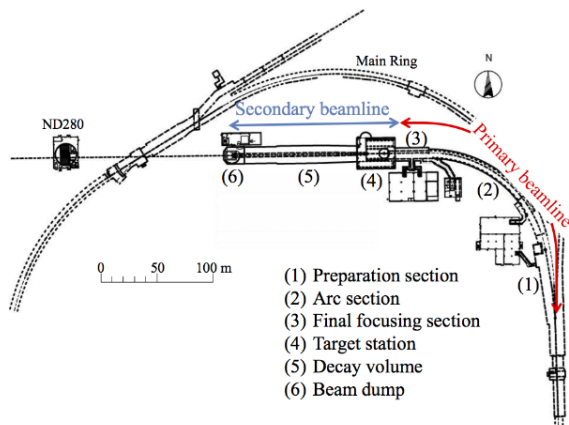 Main Ring
N
ND280
Secondary beamline
Primary beamline
(3)
(6)
(5)
(4)
(2)
(1)
0 50 100 m
(1) Preparation section
(2) Arc section
(3) Final focusing section
(4) Target station
(5) Decay volume
(6) Beam dump